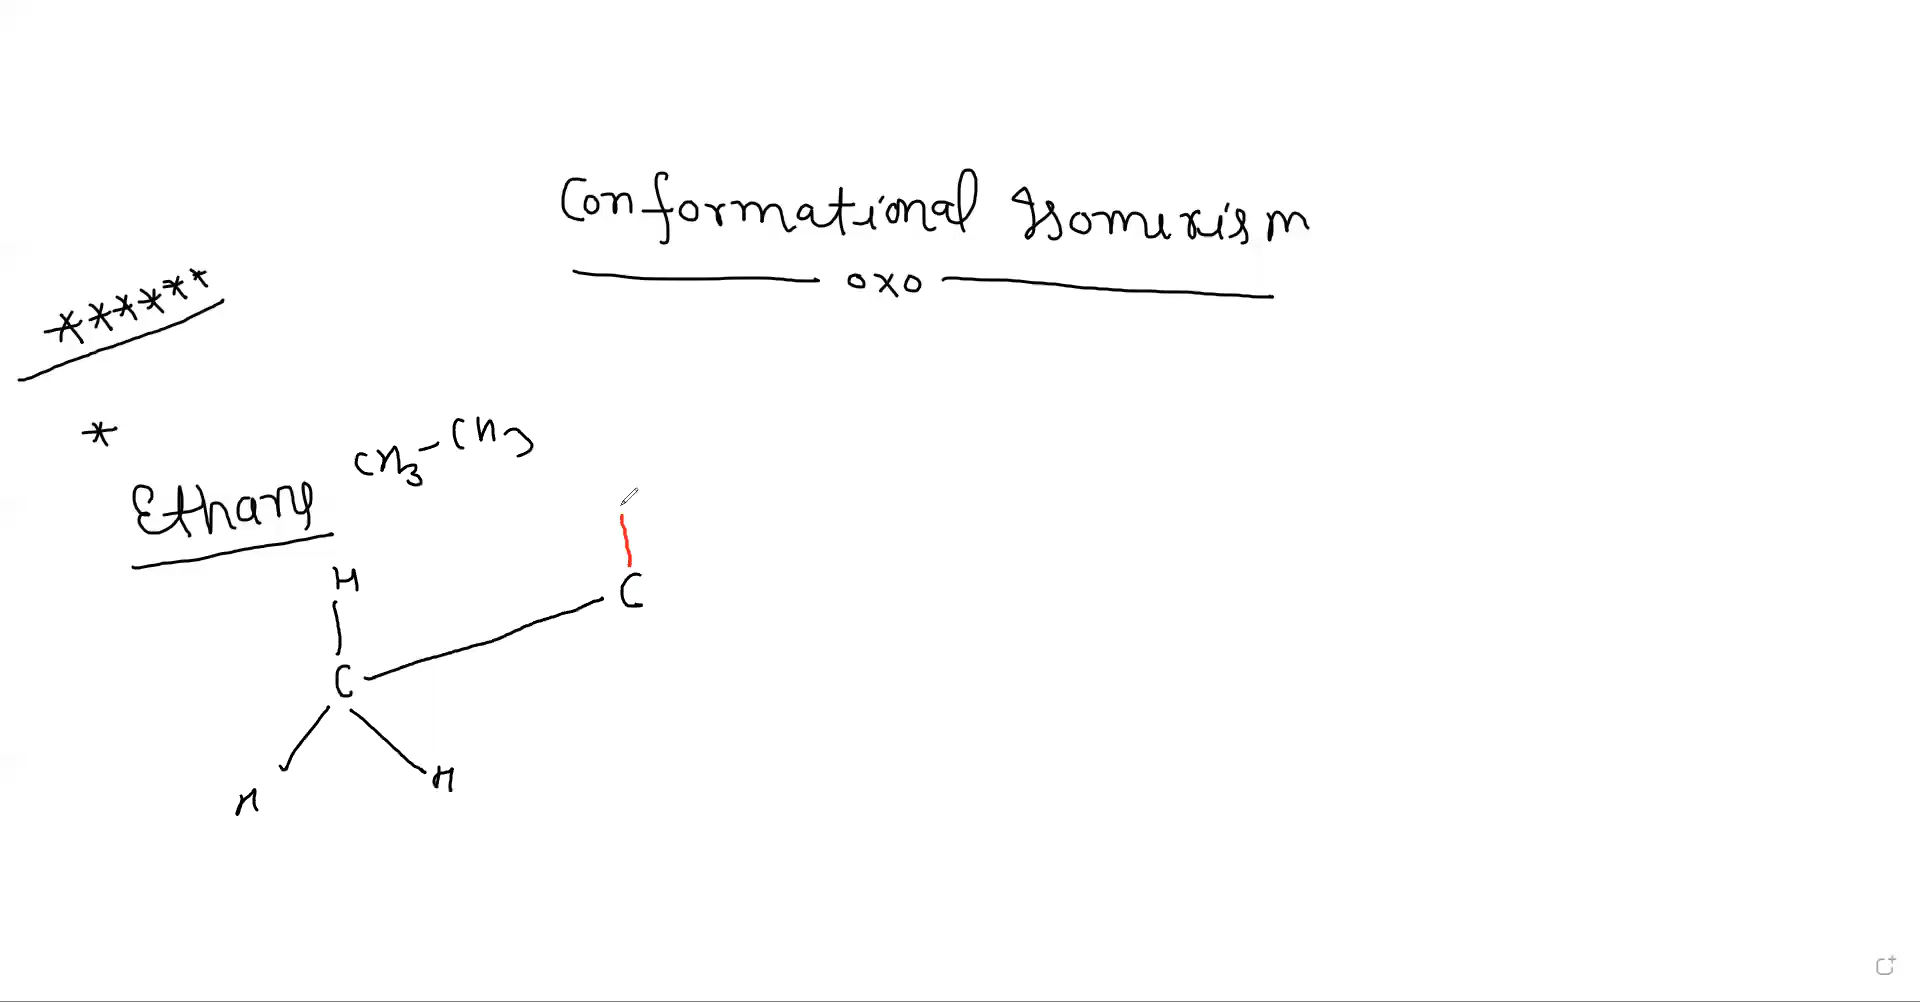 Conformational Isomerism
oxo
******
*
Ethane CH3-CH3
H
C
C
H
H